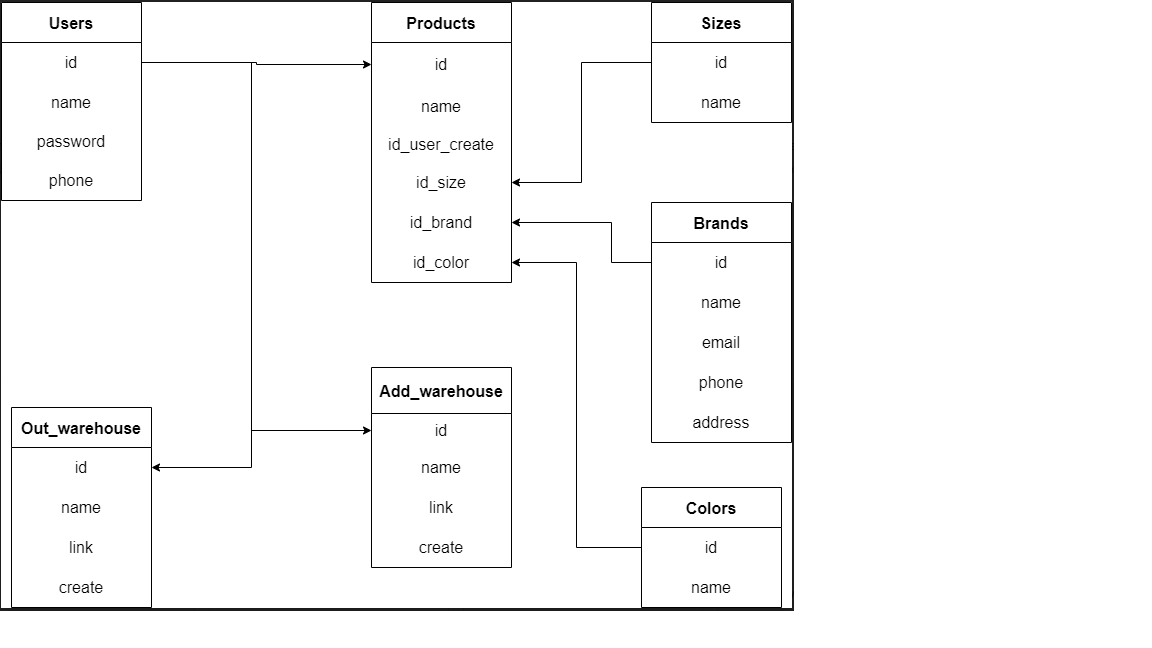 Users
id
name
password
phone
Products
id
name
id_user_create
id_size
id_brand
id_color
Sizes
id
name
Brands
id
name
email
phone
address
Out_warehouse
id
name
link
create
Add_warehouse
id
name
link
create
Colors
id
name